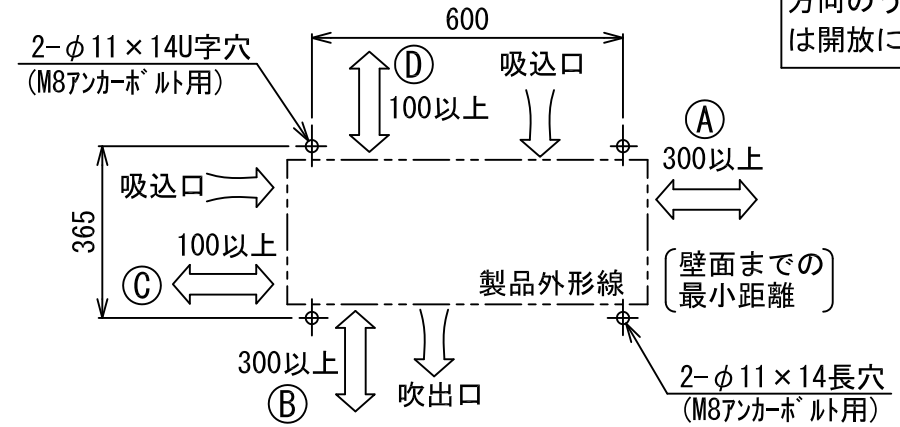 方向のう
は開放に
600
2-φ11×14U字穴
(M8アンカーボルト用)
Ⓓ
100以上
吸込口
Ⓐ
300以上
吸込口
365
100以上
Ⓒ
製品外形線
壁面までの
最小距離
300以上
Ⓑ
吹出口
2-φ11×14長穴
(M8アンカーボルト用)